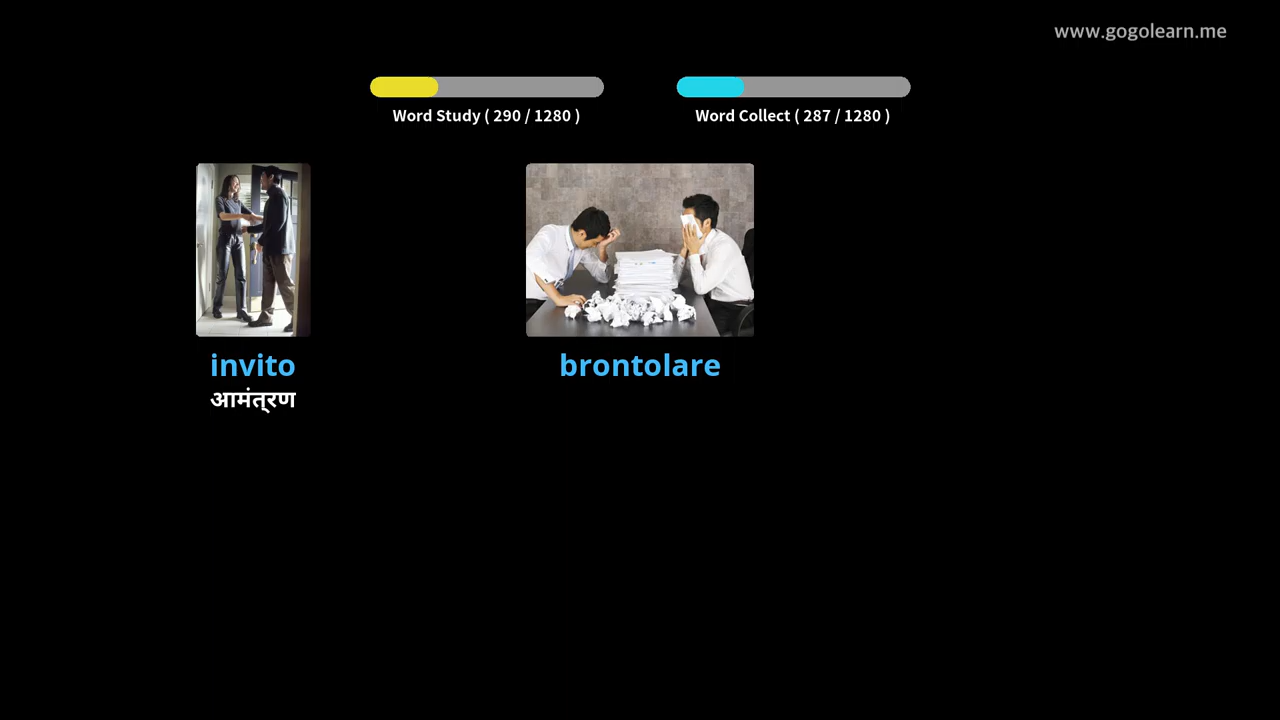 www.gogolearn.me
Word Study ( 290 / 1280 )
Word Collect ( 287 / 1280 )
invito
आमंत्रण
brontolare